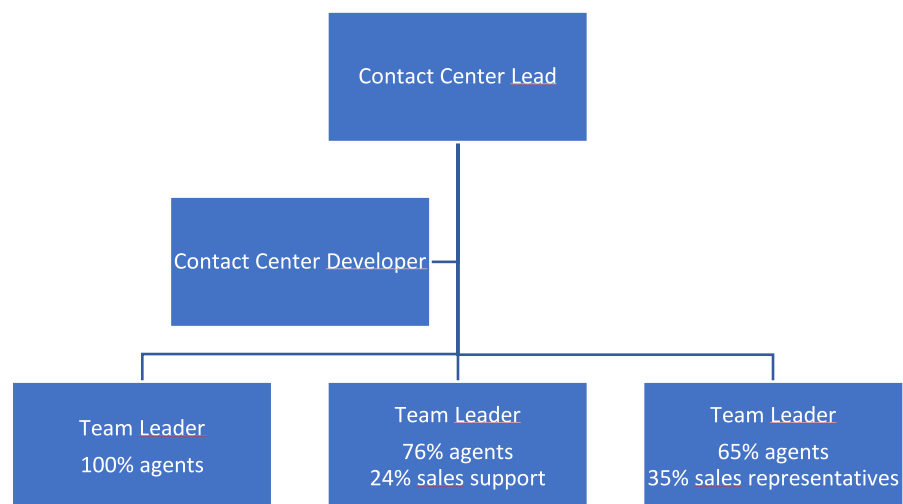 Contact Center Lead
Contact Center Developer
Team Leader
100% agents
Team Leader
76% agents
24% sales support
Team Leader
65% agents
35% sales representatives